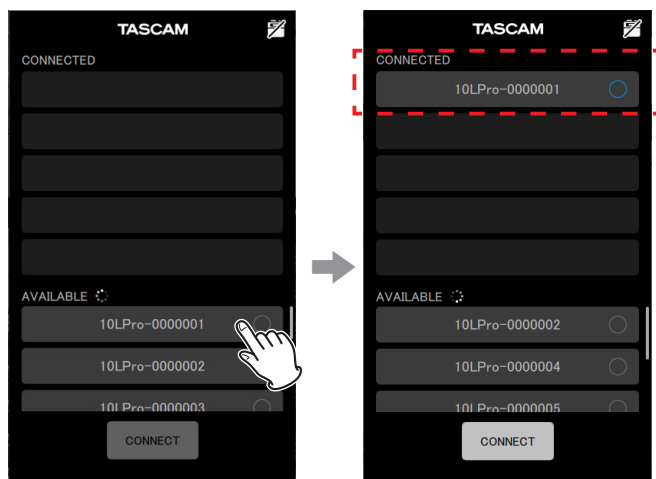 TASCAM
CONNECTED
AVAILABLE
10LPro-0000001
10LPro-0000002
10LPro-0000003
CONNECT
TASCAM
CONNECTED
10LPro-0000001
AVAILABLE
10LPro-0000002
10LPro-0000004
10LPro-0000005
CONNECT